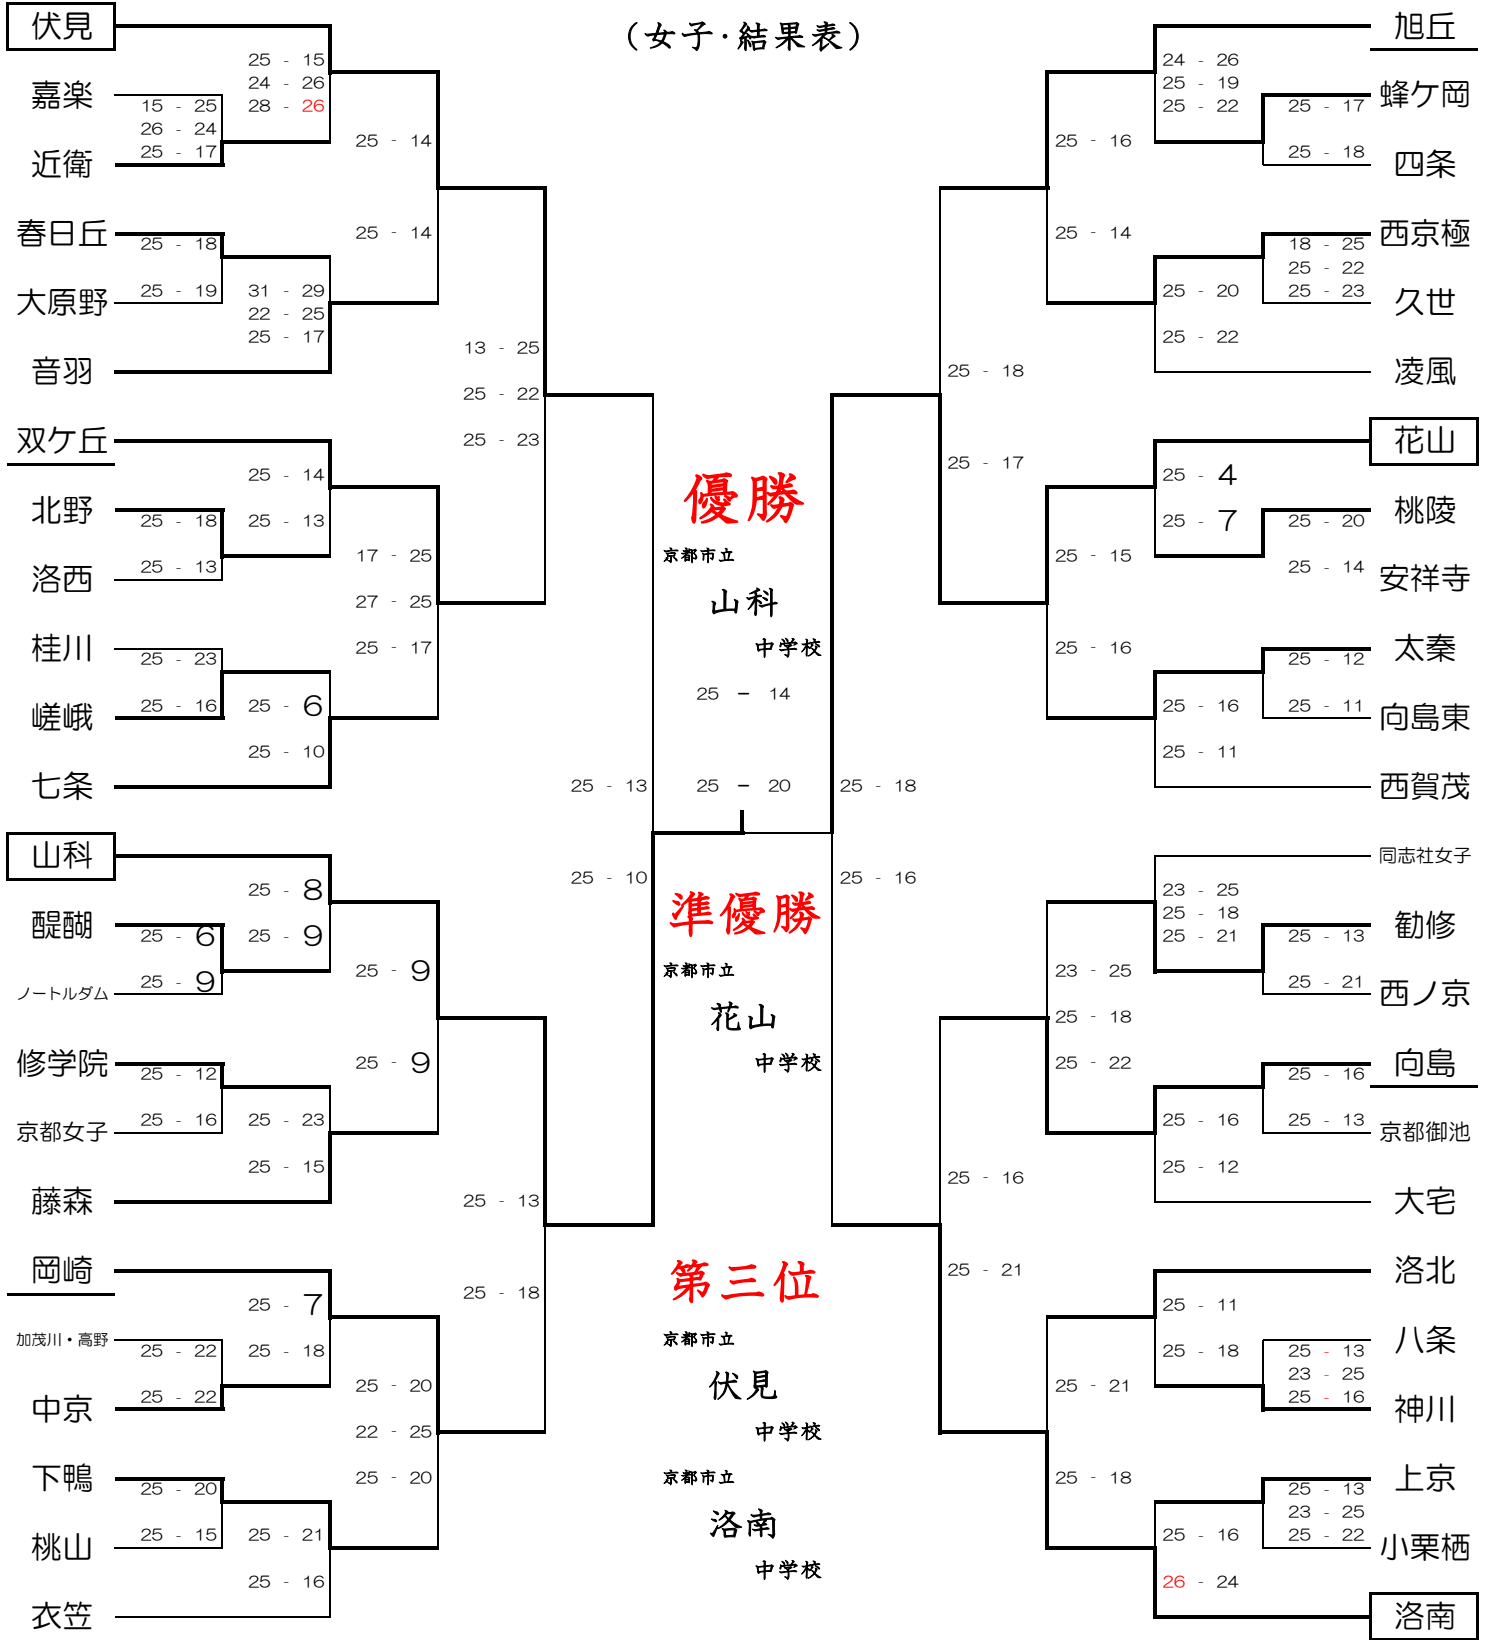 (女子・結果表)
伏見
25 - 15
24 - 26
28 - 26
嘉楽
15 - 25
26 - 24
25 - 17
近衛
25 - 14
春日丘
25 - 18
25 - 14
大原野
25 - 19
31 - 29
22 - 25
25 - 17
音羽
13 - 25
25 - 22
25 - 23
双ケ丘
25 - 14
北野
25 - 18
25 - 13
洛西
25 - 13
17 - 25
27 - 25
25 - 17
桂川
25 - 23
嵯峨
25 - 16
25 - 6
25 - 10
七条
25 - 13
25 - 10
山科
25 - 8
醍醐
25 - 6
25 - 9
ノートルダム
25 - 9
25 - 9
修学院
25 - 12
25 - 9
京都女子
25 - 16
25 - 23
25 - 15
藤森
25 - 13
25 - 18
岡崎
25 - 7
加茂川・高野
25 - 22
25 - 18
中京
25 - 22
25 - 20
22 - 25
25 - 20
下鴨
25 - 20
桃山
25 - 15
25 - 21
25 - 16
衣笠
優勝
京都市立
山科
中学校
25 - 14
25 - 20
準優勝
京都市立
花山
中学校
第三位
京都市立
伏見
中学校
京都市立
洛南
中学校
旭丘
24 - 26
25 - 19
25 - 22
蜂ケ岡
25 - 17
25 - 16
25 - 18
四条
西京極
18 - 25
25 - 22
25 - 23
25 - 14
久世
25 - 20
25 - 22
凌風
25 - 18
25 - 17
花山
25 - 4
25 - 7
桃陵
25 - 20
25 - 14
安祥寺
25 - 15
25 - 16
太秦
25 - 12
25 - 11
向島東
25 - 16
25 - 11
西賀茂
25 - 18
25 - 16
同志社女子
23 - 25
25 - 18
25 - 21
勧修
25 - 13
25 - 21
西ノ京
23 - 25
25 - 18
25 - 22
向島
25 - 16
25 - 13
京都御池
25 - 16
25 - 12
大宅
25 - 16
25 - 21
洛北
25 - 11
25 - 18
八条
25 - 13
23 - 25
25 - 16
神川
25 - 21
25 - 18
上京
25 - 13
23 - 25
25 - 22
小栗栖
25 - 16
26 - 24
洛南